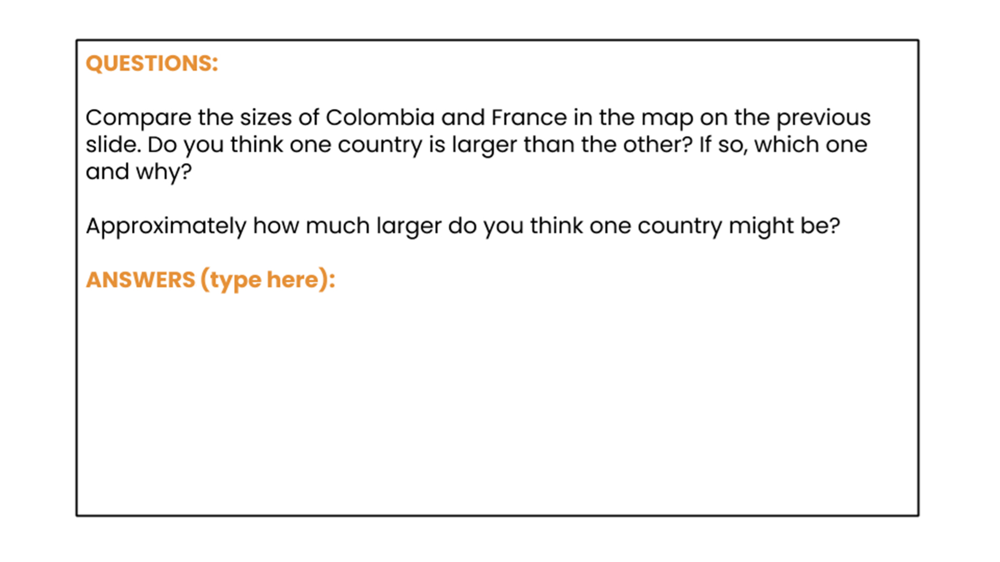 QUESTIONS:
Compare the sizes of Colombia and France in the map on the previous
slide. Do you think one country is larger than the other? If so, which one
and why?
Approximately how much larger do you think one country might be?
ANSWERS (type here):